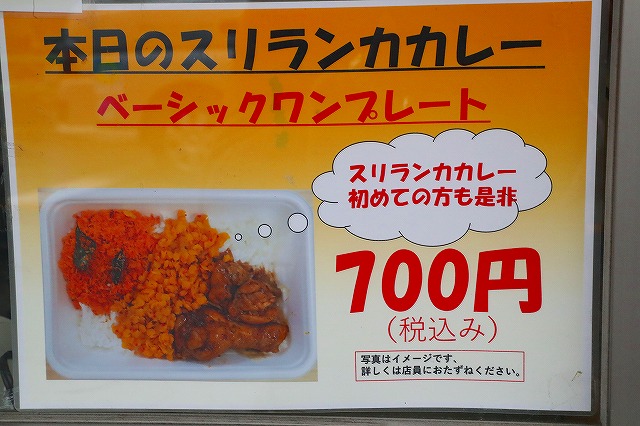 本日のスリランカカレー
ベーシックワンプレート
スリランカカレー
初めての方も是非
700円
(税込み)
写真はイメージです、
詳しくは店員におたずねください。